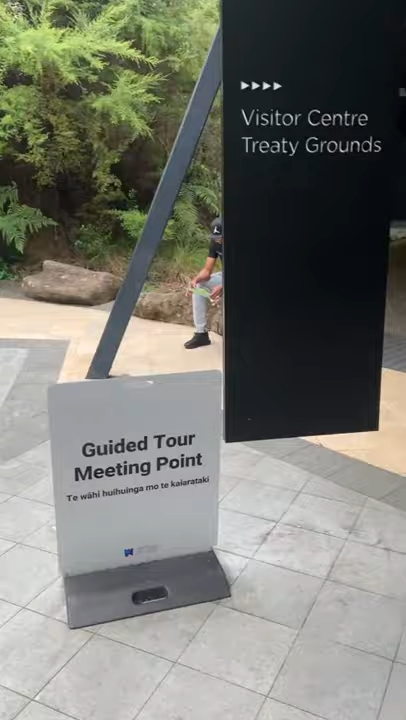 Visitor Centre
Treaty Grounds
Guided Tour
Meeting Point
Te wāhi huihuinga mo te kaiarataki